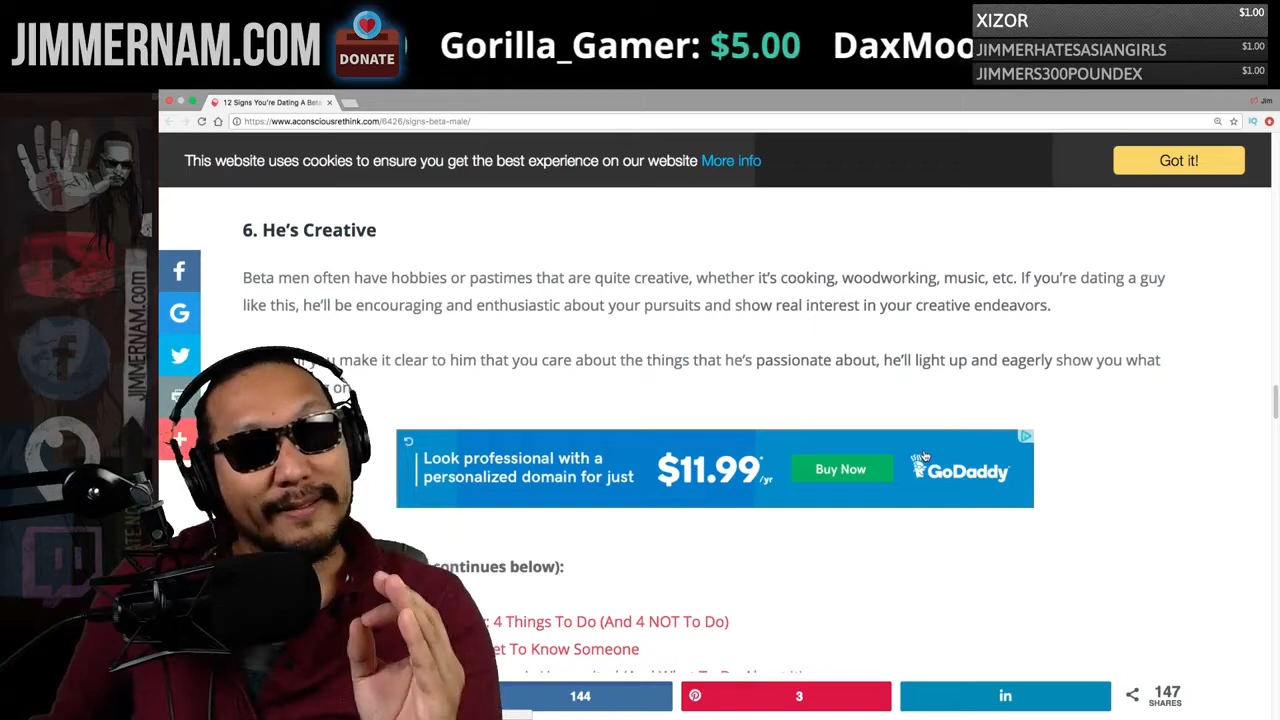 JIMMERNAM.COM
DONATE
Gorilla_Gamer: $5.00 DaxMoo
XIZOR $1.00
JIMMERHATESASIANGIRLS $1.00
JIMMERS300POUNDEX $1.00
12 Signs You're Dating A Beta
Jim
https://www.aconsciousrethink.com/6426/signs-beta-male/
This website uses cookies to ensure you get the best experience on our website More info
Got it!
6. He's Creative
Beta men often have hobbies or pastimes that are quite creative, whether it's cooking, woodworking, music, etc. If you're dating a guy
like this, he'll be encouraging and enthusiastic about your pursuits and show real interest in your creative endeavors.
make it clear to him that you care about the things that he's passionate about, he'll light up and eagerly show you what
on
Look professional with a
personalized domain for just
$11.99*/yr
Buy Now
GoDaddy
continues below):
: 4 Things To Do (And 4 NOT To Do)
et To Know Someone
144
3
in
147
SHARES
JIMMERNAM.com